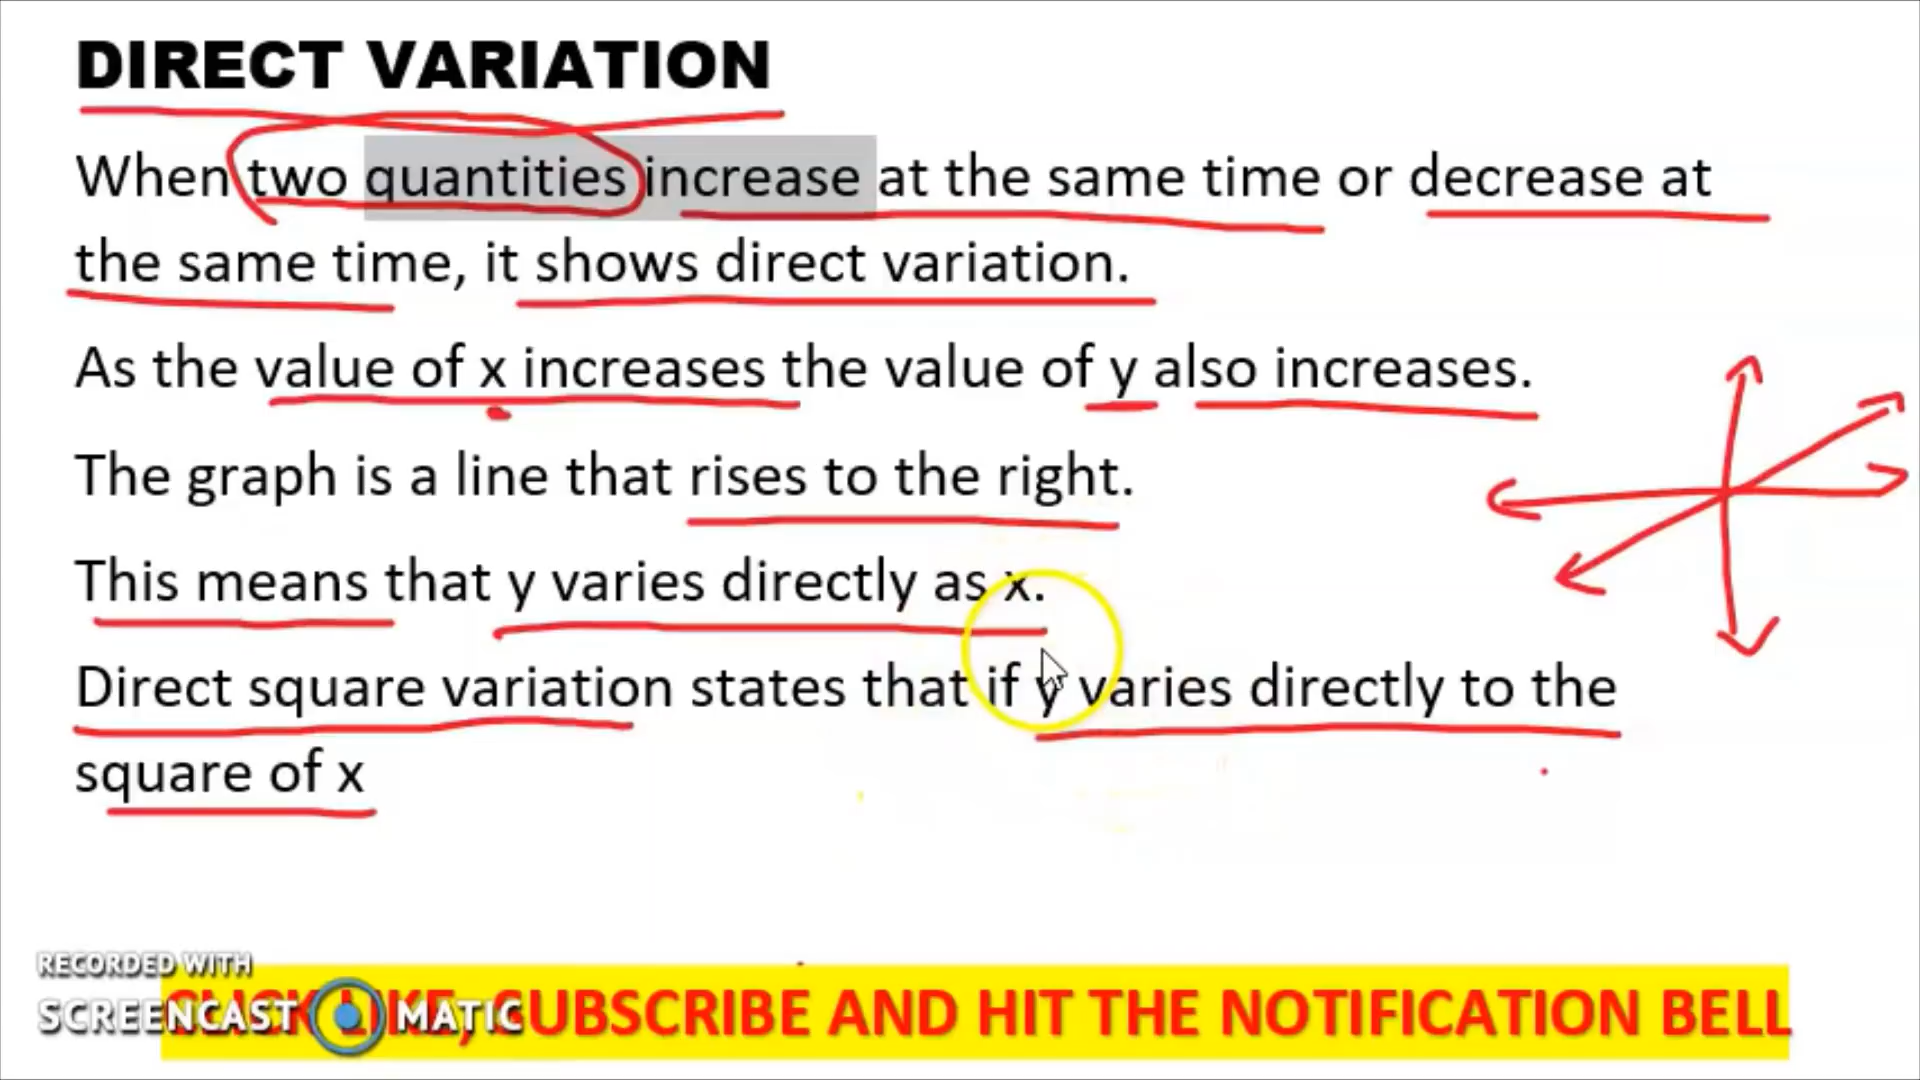 DIRECT VARIATION
When two quantities increase at the same time or decrease at
the same time, it shows direct variation.
As the value of x increases the value of y also increases.
The graph is a line that rises to the right.
This means that y varies directly as x.
Direct square variation states that if y varies directly to the
square of x
RECORDED WITH
SCREENCAST MATIC
CLICK LIKE, SUBSCRIBE AND HIT THE NOTIFICATION BELL